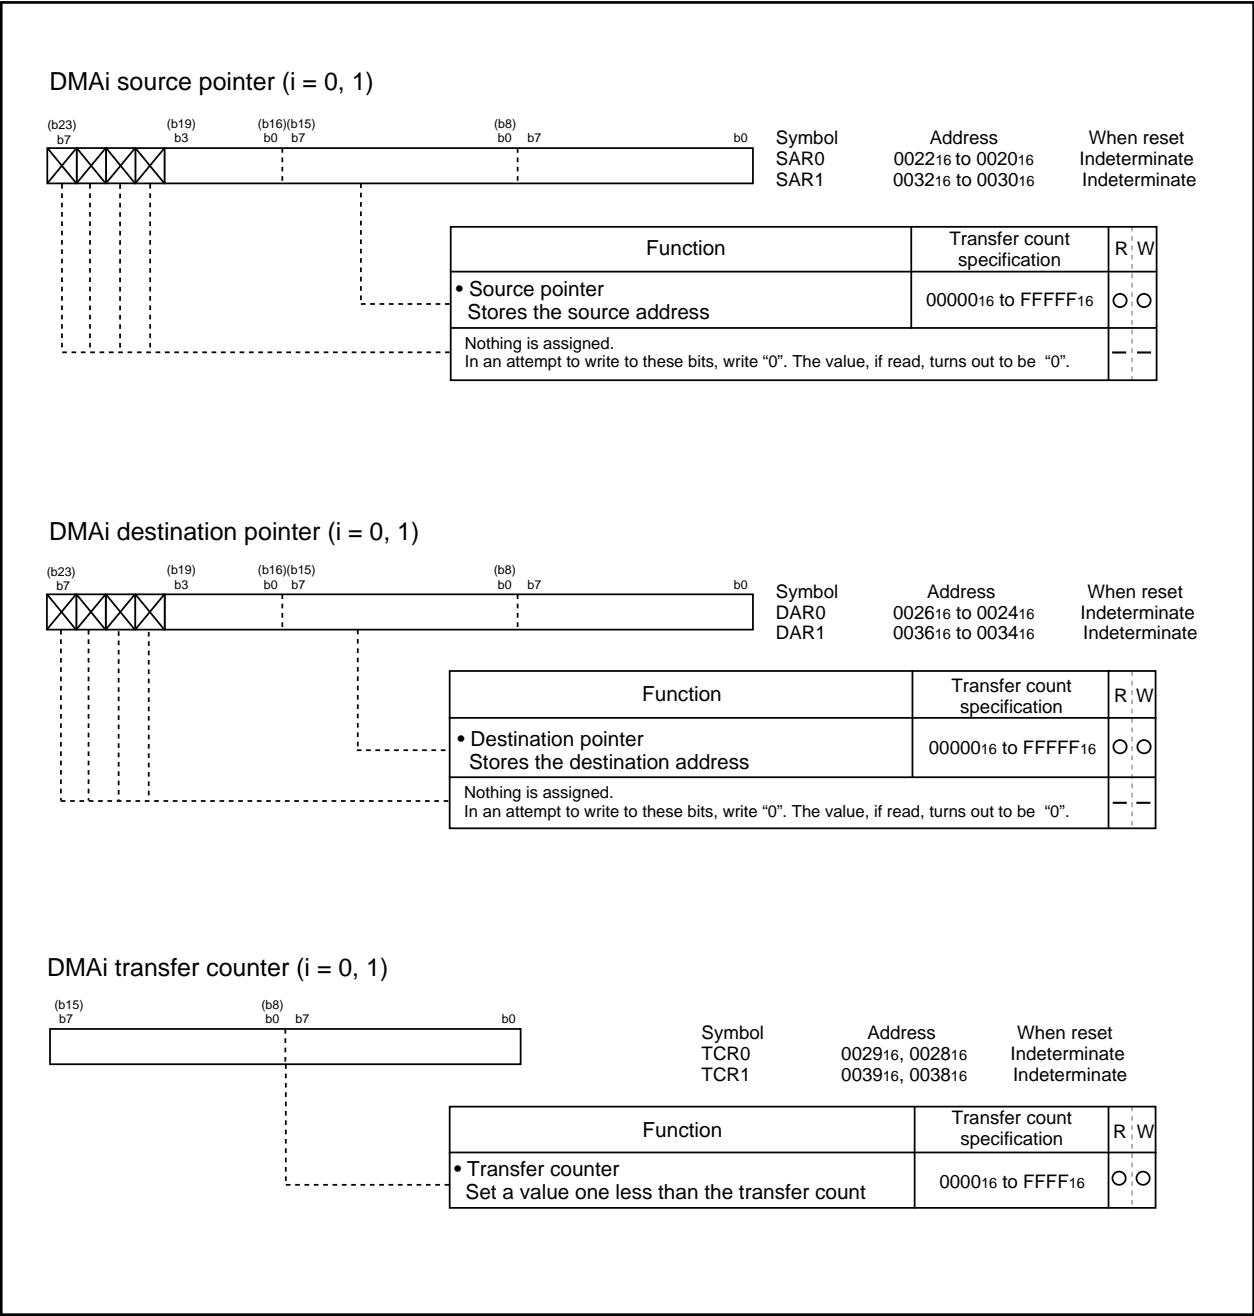 DMAi source pointer (i = 0, 1)
(b23) (b19) (b16)(b15) (b8)
b7 b3 b0 b7 b0 b7 b0
Symbol Address When reset
SAR0 002216 to 002016 Indeterminate
SAR1 003216 to 003016 Indeterminate
Function Transfer count specification R W
• Source pointer
Stores the source address
0000016 to FFFFF16
Nothing is assigned.
In an attempt to write to these bits, write “0”. The value, if read, turns out to be “0”.
DMAi destination pointer (i = 0, 1)
(b23) (b19) (b16)(b15) (b8)
b7 b3 b0 b7 b0 b7 b0
Symbol Address When reset
DAR0 002616 to 002416 Indeterminate
DAR1 003616 to 003416 Indeterminate
Function Transfer count specification R W
• Destination pointer
Stores the destination address
0000016 to FFFFF16
Nothing is assigned.
In an attempt to write to these bits, write “0”. The value, if read, turns out to be “0”.
DMAi transfer counter (i = 0, 1)
(b15) (b8)
b7 b0 b7 b0
Symbol Address When reset
TCR0 002916, 002816 Indeterminate
TCR1 003916, 003816 Indeterminate
Function Transfer count specification R W
• Transfer counter
Set a value one less than the transfer count
000016 to FFFF16